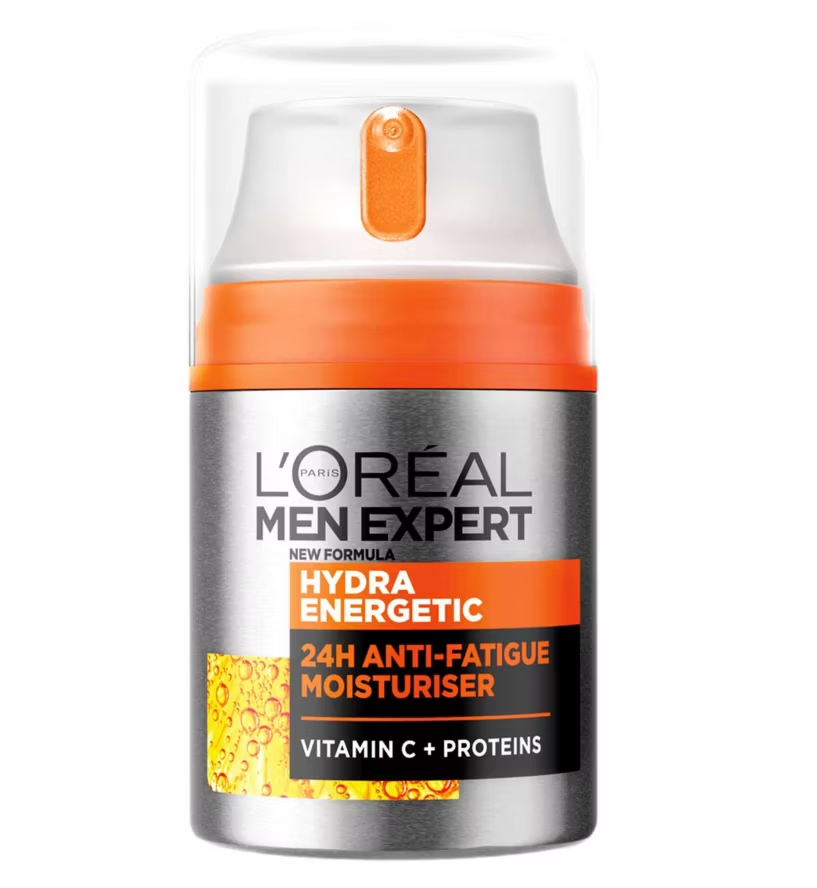 L'ORÉAL
PARIS
MEN EXPERT
NEW FORMULA
HYDRA
ENERGETIC
24H ANTI-FATIGUE
MOISTURISER
VITAMIN C + PROTEINS